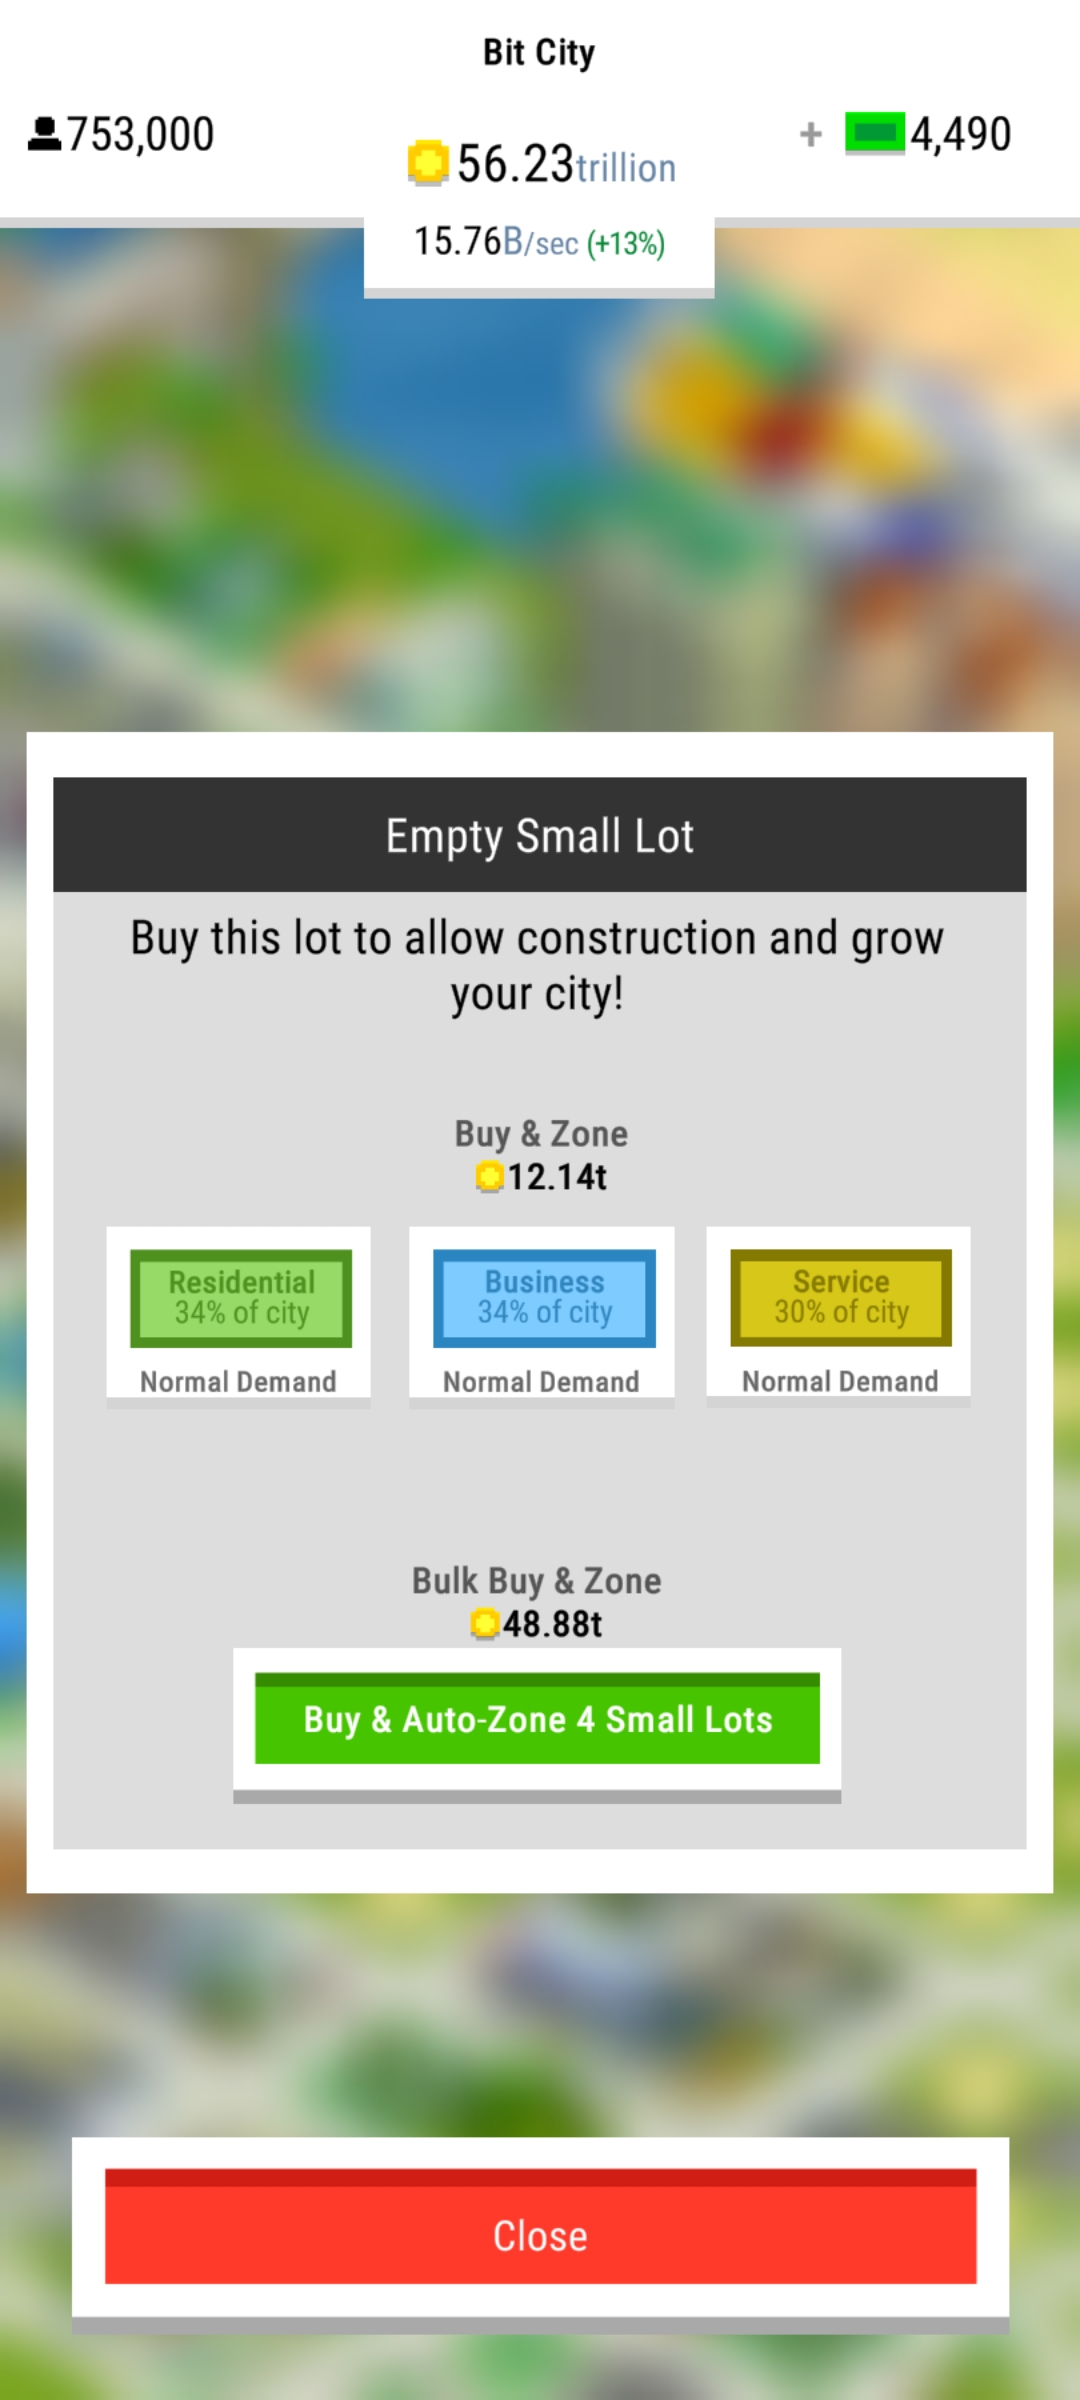 Bit City
753,000
56.23trillion
+ 4,490
15.76B/sec (+13%)
Empty Small Lot
Buy this lot to allow construction and grow
your city!
Buy & Zone
12.14t
Residential
34% of city
Normal Demand
Business
34% of city
Normal Demand
Service
30% of city
Normal Demand
Bulk Buy & Zone
48.88t
Buy & Auto-Zone 4 Small Lots
Close